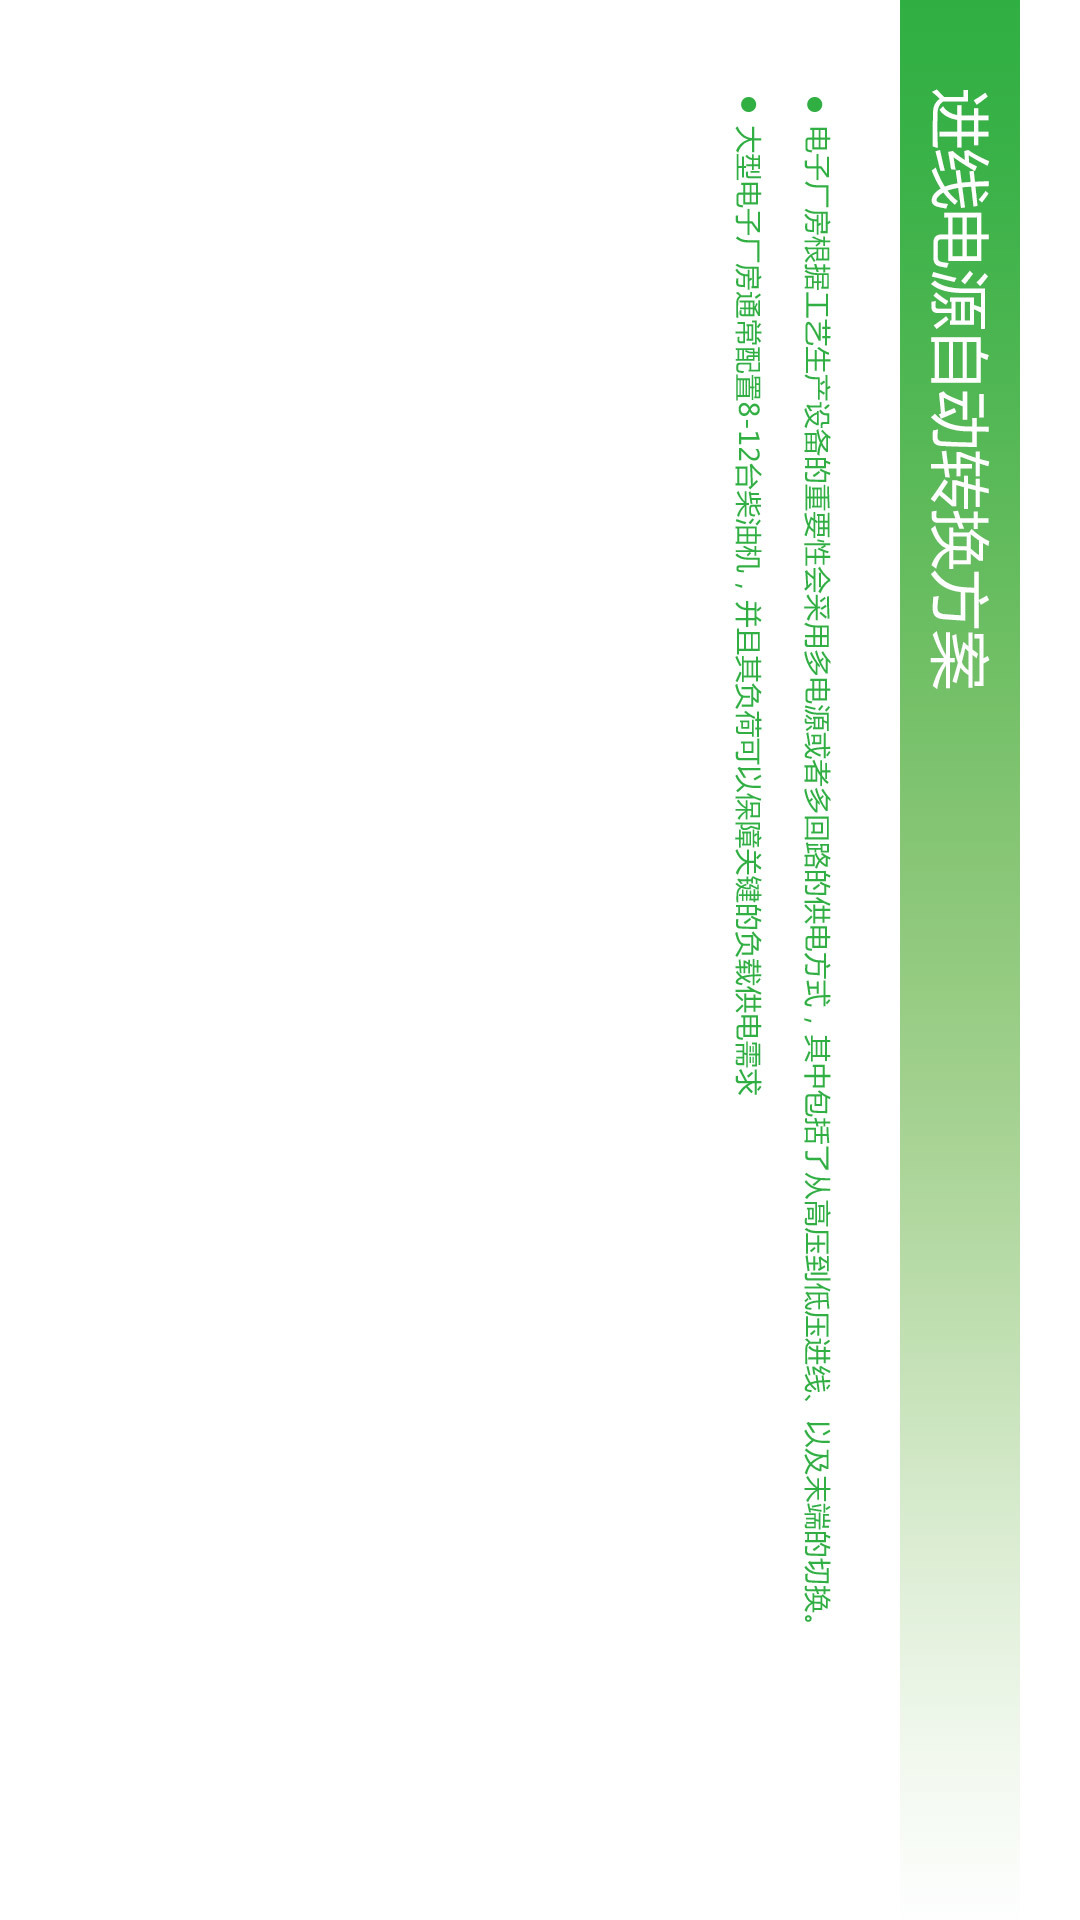 进线电源自动转换方案
● 电子厂房根据工艺生产设备的重要性会采用多电源或者多回路的供电方式，其中包括了从高压到低压进线、以及末端的切换。
● 大型电子厂房通常配置8-12台柴油机，并且其负荷可以保障关键的负载供电需求